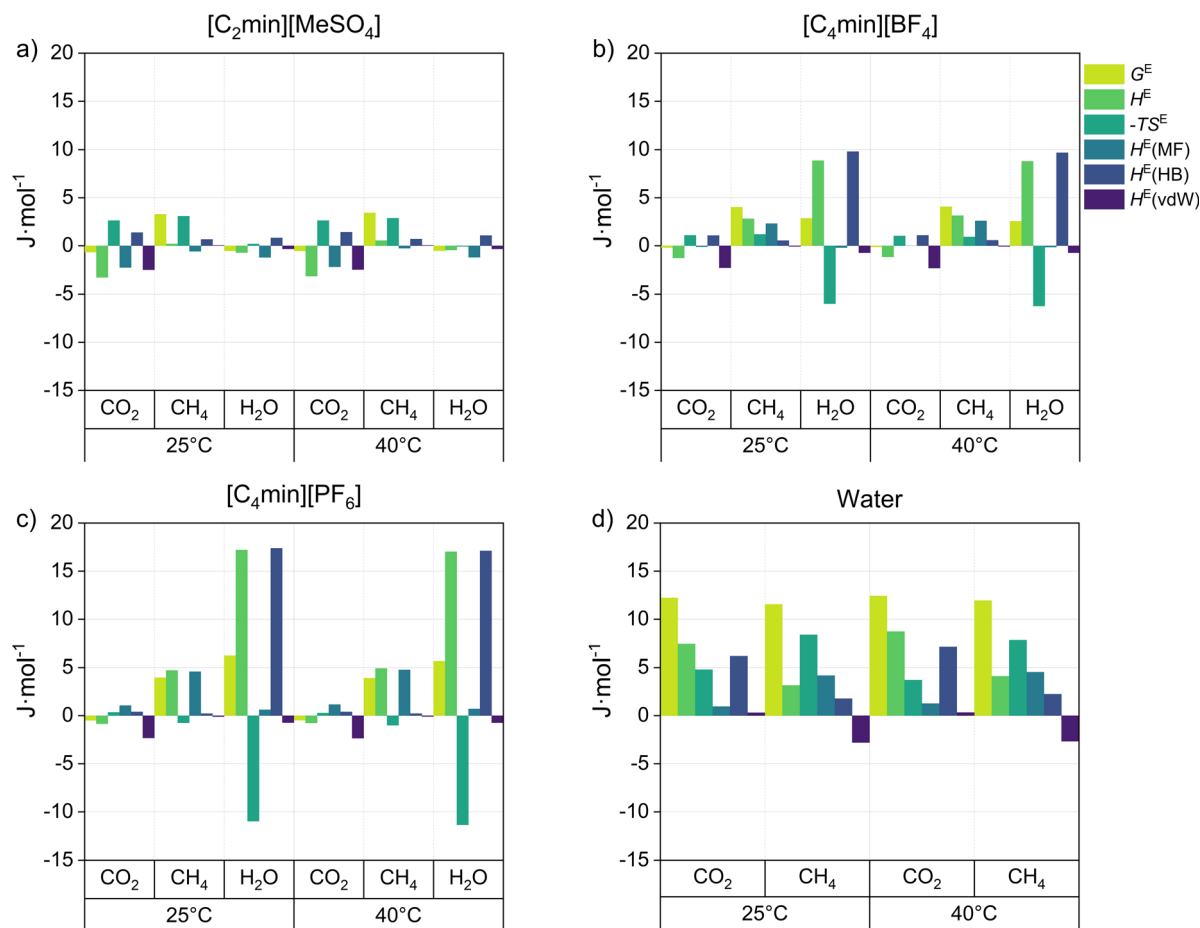 a) [C₂min][MeSO₄]
20
15
10
5
0
-5
-10
-15
J·mol⁻¹
CO₂ CH₄ H₂O CO₂ CH₄ H₂O
25°C 40°C
b) [C₄min][BF₄]
20
15
10
5
0
-5
-10
-15
J·mol⁻¹
CO₂ CH₄ H₂O CO₂ CH₄ H₂O
25°C 40°C
Gᴱ
Hᴱ
-TSᴱ
Hᴱ(MF)
Hᴱ(HB)
Hᴱ(vdW)
c) [C₄min][PF₆]
20
15
10
5
0
-5
-10
-15
J·mol⁻¹
CO₂ CH₄ H₂O CO₂ CH₄ H₂O
25°C 40°C
d) Water
20
15
10
5
0
-5
-10
-15
J·mol⁻¹
CO₂ CH₄ CO₂ CH₄
25°C 40°C